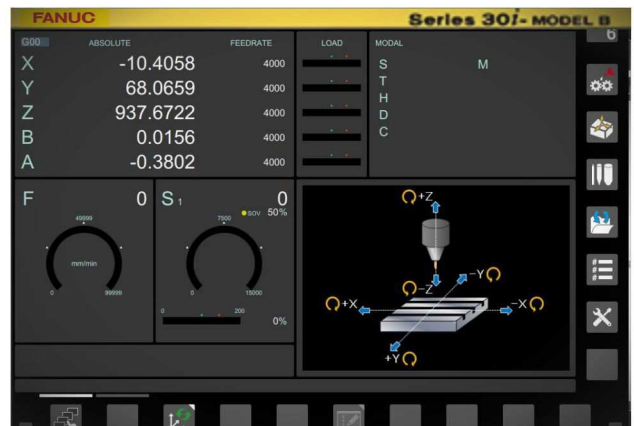 FANUC Series 30i-MODEL B
G00 ABSOLUTE FEEDRATE LOAD MODAL
X -10.4058 4000 S M
Y 68.0659 4000 T
Z 937.6722 4000 H
B 0.0156 4000 D
A -0.3802 4000 C
6
F 0 S 1 0
SOV 50%
49999 7500
mm/min
0 99999 0 15000
0 200
0%
+Z
-Y
-Z
+X -X
+Y